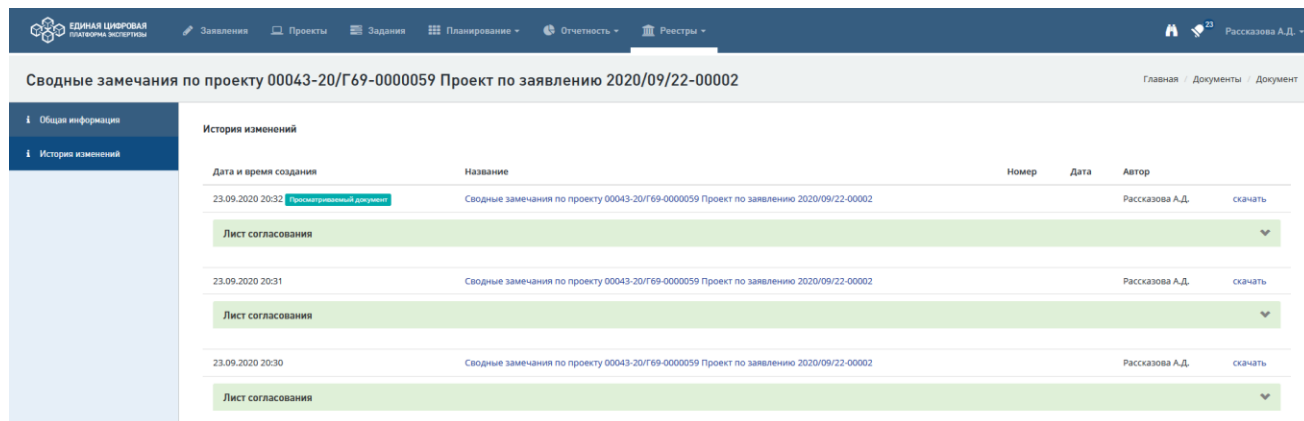 ЕДИНАЯ ЦИФРОВАЯ
ПЛАТФОРМА ЭКСПЕРТИЗЫ
Заявления Проекты Задания Планирование Отчетность Реестры 23 Рассказова А.Д.
Сводные замечания по проекту 00043-20/Г69-0000059 Проект по заявлению 2020/09/22-00002 Главная / Документы / Документ
Общая информация
История изменений
История изменений
Дата и время создания Название Номер Дата Автор
23.09.2020 20:32 Просматриваемый документ Сводные замечания по проекту 00043-20/Г69-0000059 Проект по заявлению 2020/09/22-00002 Рассказова А.Д. скачать
Лист согласования
23.09.2020 20:31 Сводные замечания по проекту 00043-20/Г69-0000059 Проект по заявлению 2020/09/22-00002 Рассказова А.Д. скачать
Лист согласования
23.09.2020 20:30 Сводные замечания по проекту 00043-20/Г69-0000059 Проект по заявлению 2020/09/22-00002 Рассказова А.Д. скачать
Лист согласования